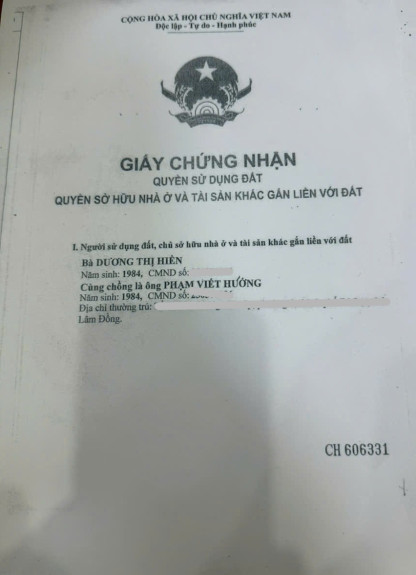 CỘNG HÒA XÃ HỘI CHỦ NGHĨA VIỆT NAM
Độc lập - Tự do - Hạnh phúc
GIẤY CHỨNG NHẬN
QUYỀN SỬ DỤNG ĐẤT
QUYỀN SỞ HỮU NHÀ Ở VÀ TÀI SẢN KHÁC GẮN LIỀN VỚI ĐẤT
I. Người sử dụng đất, chủ sở hữu nhà ở và tài sản khác gắn liền với đất
Bà DƯƠNG THỊ HIỀN
Năm sinh: 1984, CMND số:
Cùng chồng là ông PHẠM VIẾT HƯỚNG
Năm sinh: 1984, CMND số:
Địa chỉ thường trú:
Lâm Đồng.
CH 606331